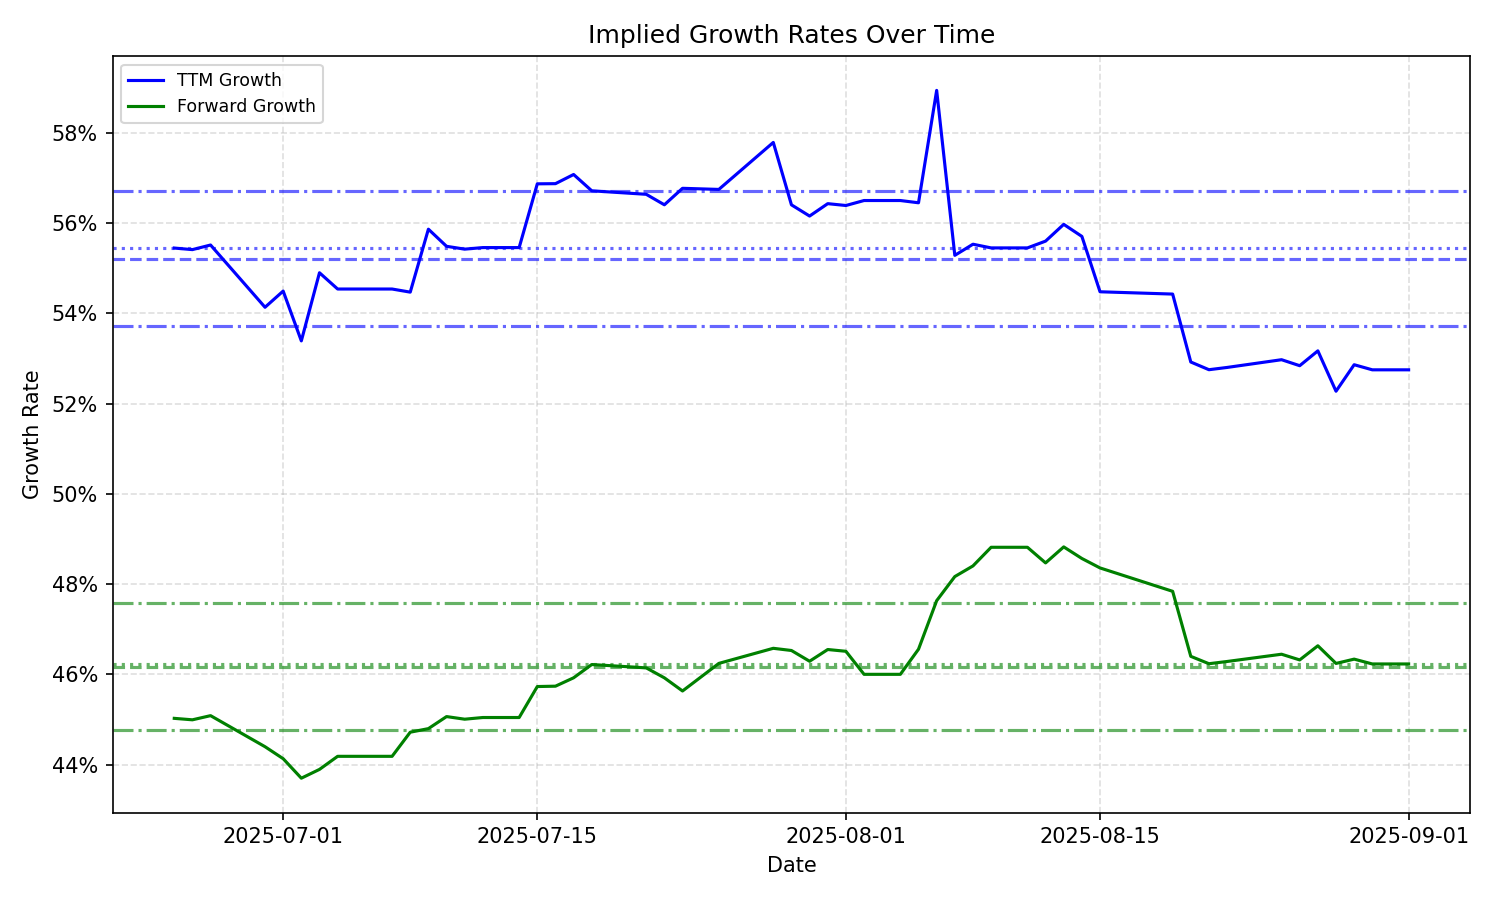 Implied Growth Rates Over Time
TTM Growth
Forward Growth
Growth Rate
58%
56%
54%
52%
50%
48%
46%
44%
2025-07-01
2025-07-15
2025-08-01
2025-08-15
2025-09-01
Date